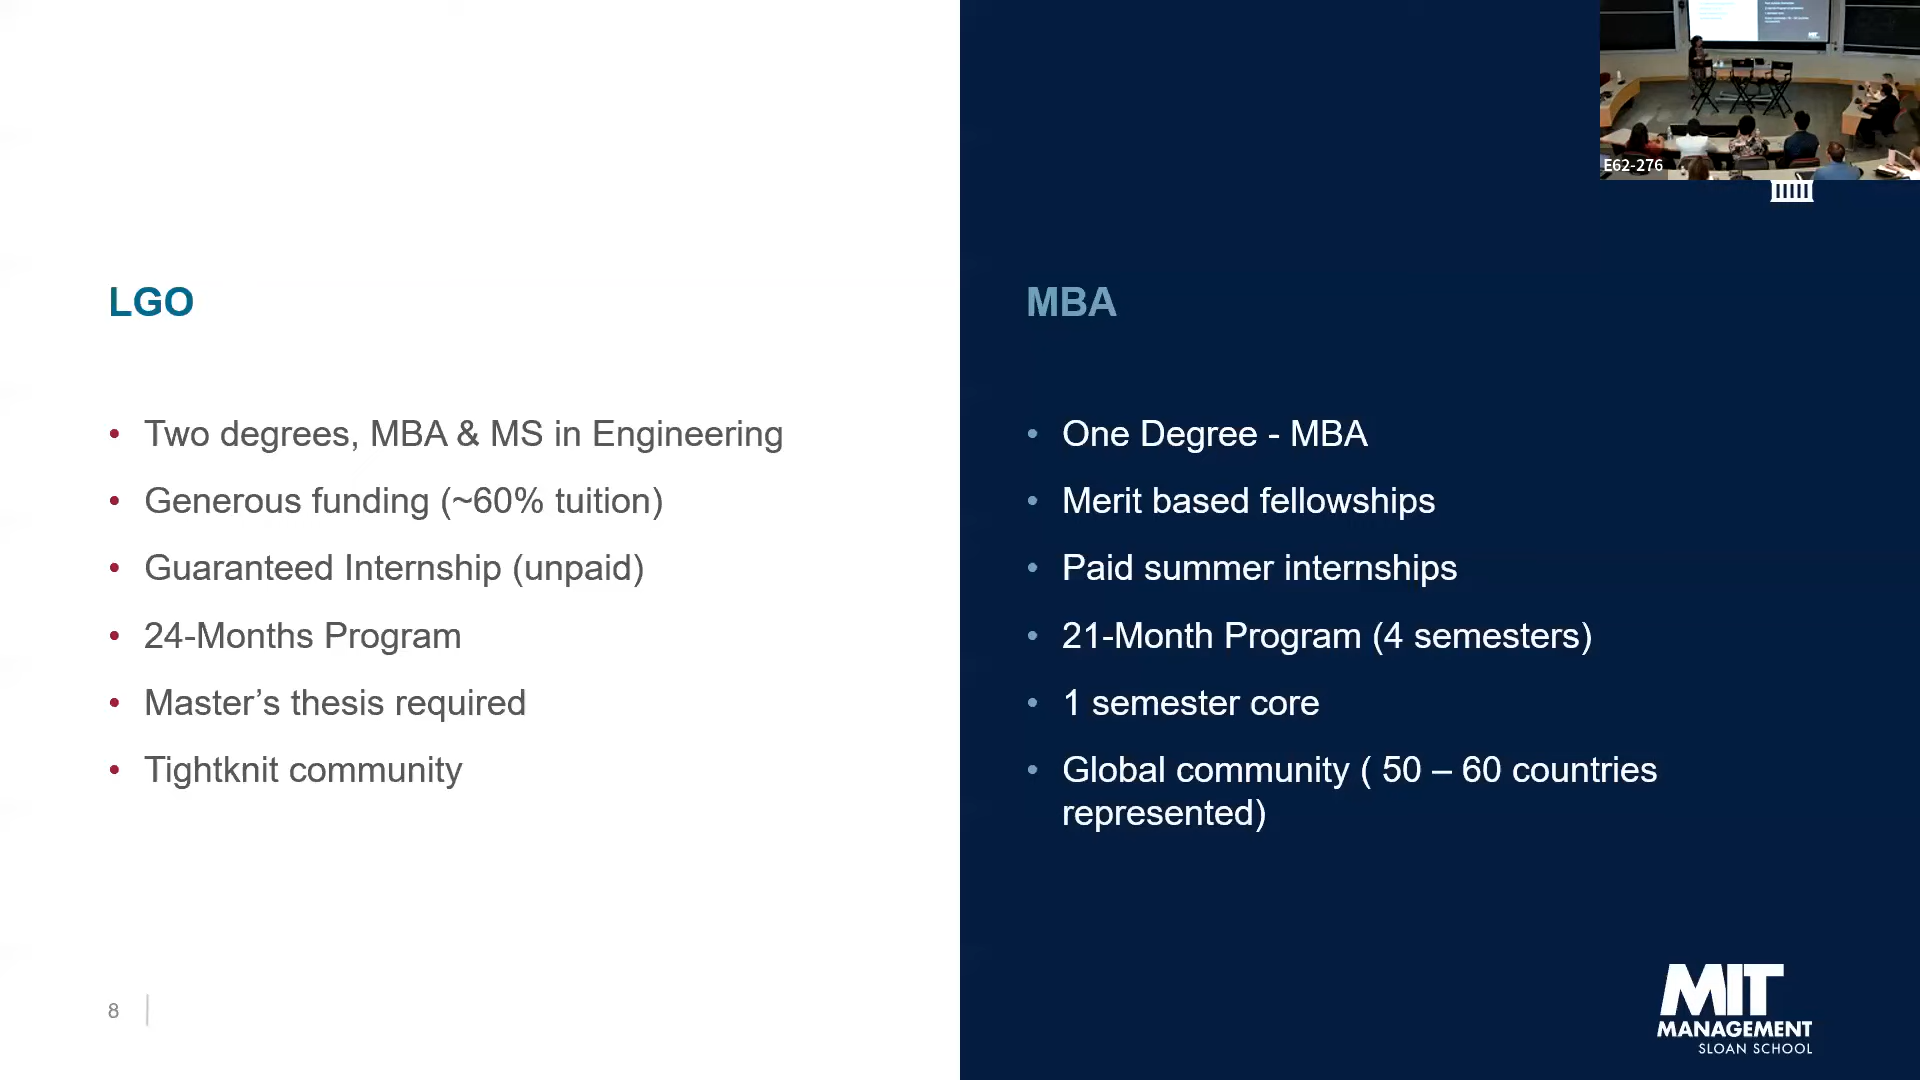 E62-276
LGO
• Two degrees, MBA & MS in Engineering
• Generous funding (~60% tuition)
• Guaranteed Internship (unpaid)
• 24-Months Program
• Master’s thesis required
• Tightknit community
8
MBA
• One Degree - MBA
• Merit based fellowships
• Paid summer internships
• 21-Month Program (4 semesters)
• 1 semester core
• Global community ( 50 – 60 countries
represented)
MIT
MANAGEMENT
SLOAN SCHOOL